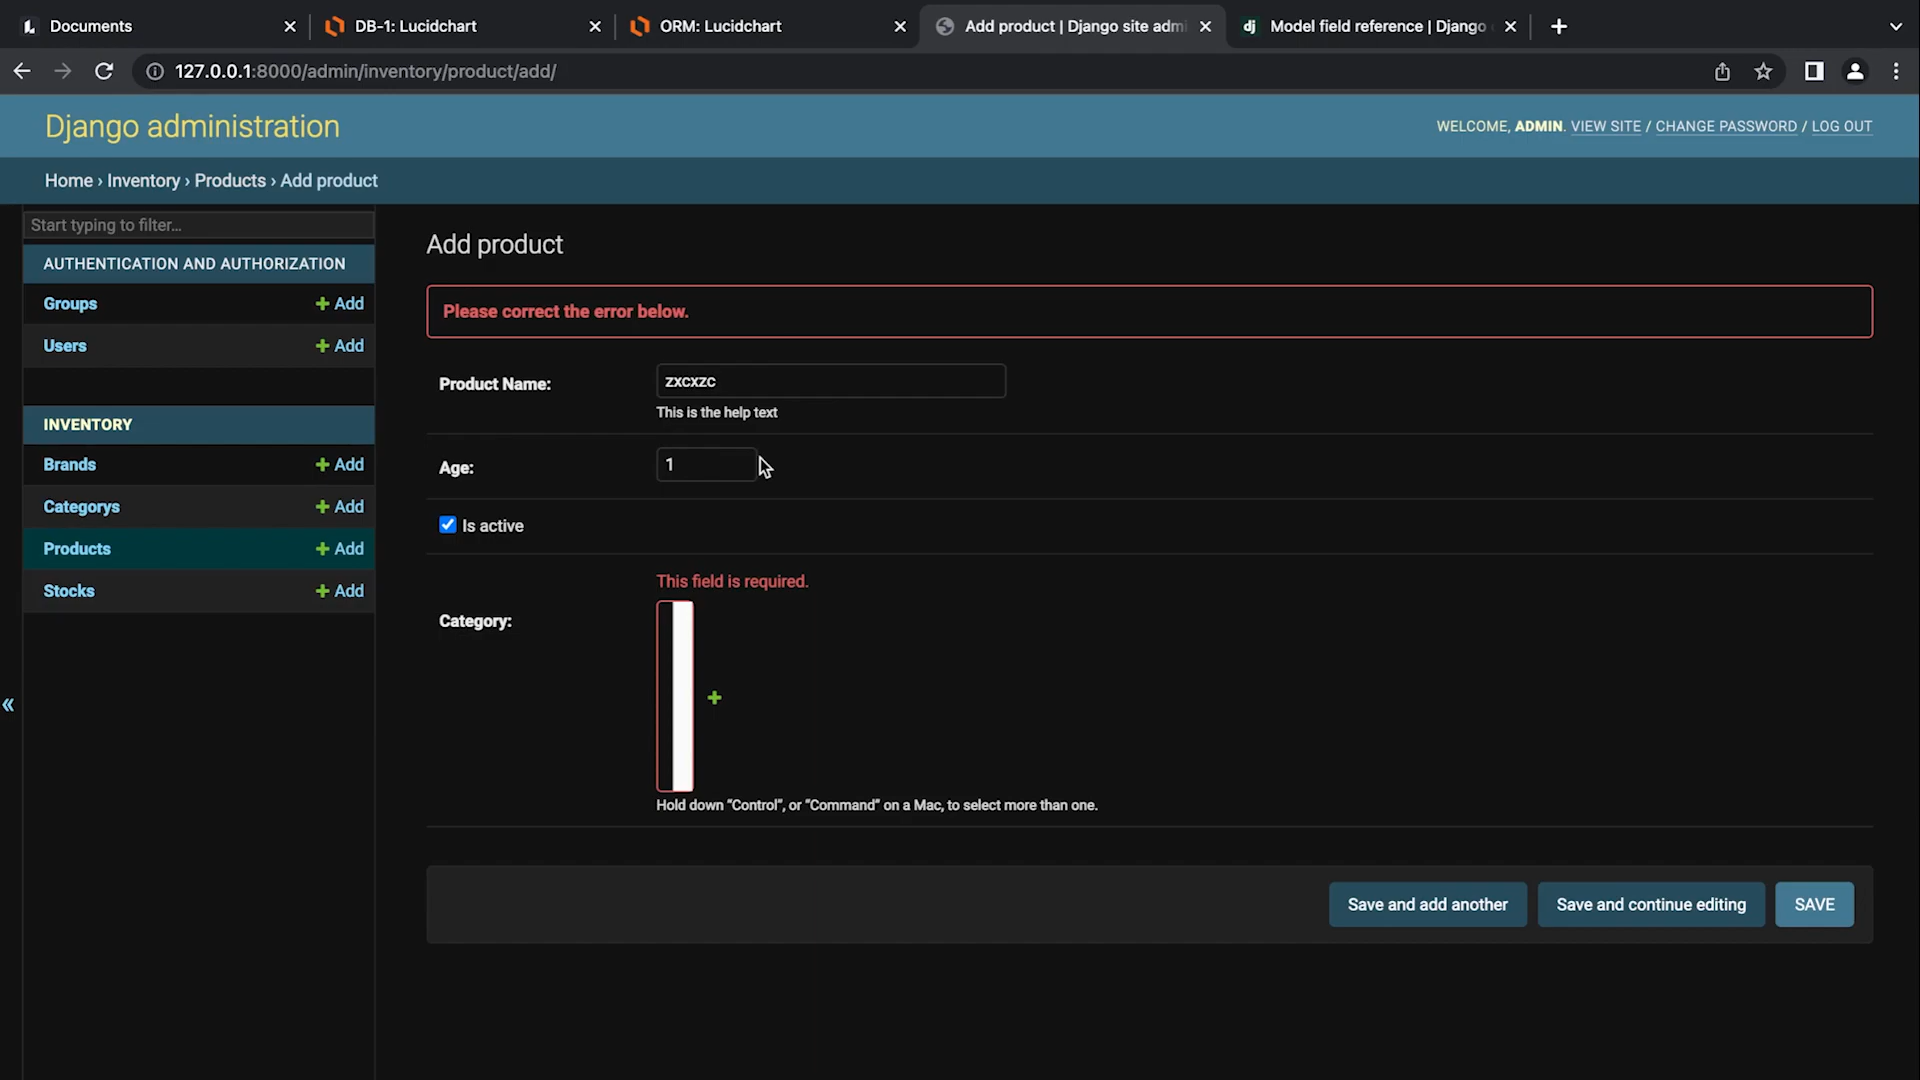 Documents
DB-1: Lucidchart
ORM: Lucidchart
Add product | Django site admi
Model field reference | Django
127.0.0.1:8000/admin/inventory/product/add/
Django administration
WELCOME, ADMIN. VIEW SITE / CHANGE PASSWORD / LOG OUT
Home › Inventory › Products › Add product
Start typing to filter...
AUTHENTICATION AND AUTHORIZATION
Groups + Add
Users + Add
INVENTORY
Brands + Add
Categorys + Add
Products + Add
Stocks + Add
«
Add product
Please correct the error below.
Product Name: zxcxzc
This is the help text
Age: 1
Is active
This field is required.
Category:
Hold down “Control”, or “Command” on a Mac, to select more than one.
Save and add another
Save and continue editing
SAVE